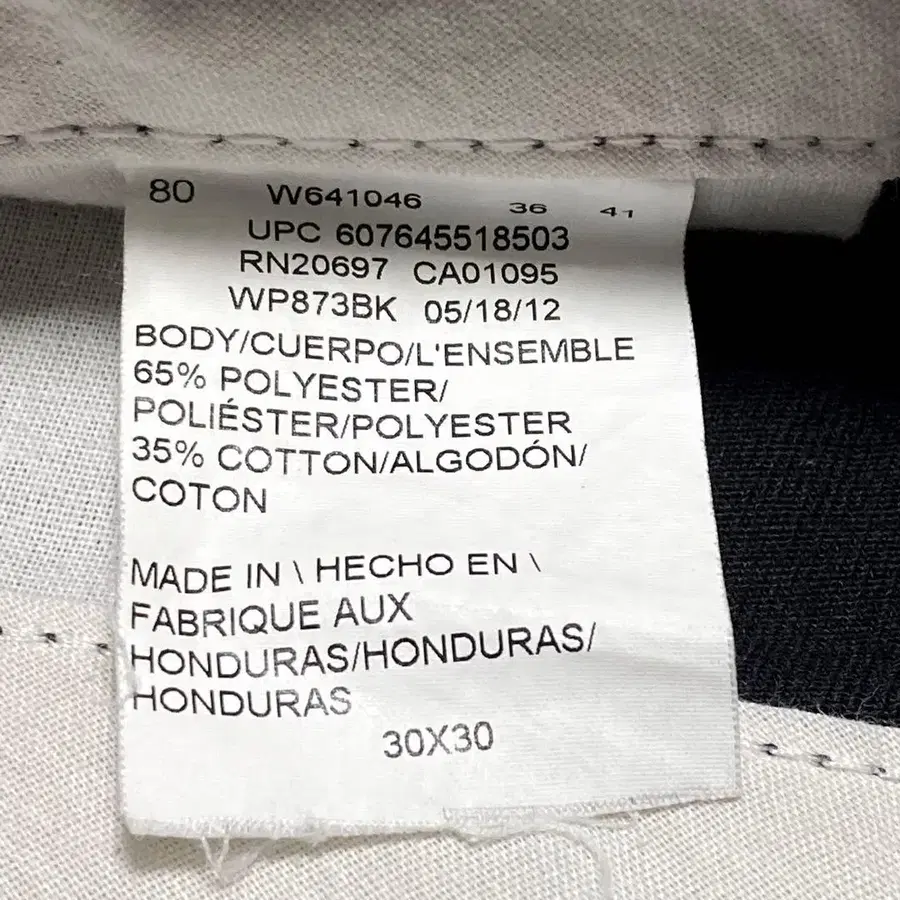 80 W641046 36 41
UPC 607645518503
RN20697 CA01095
WP873BK 05/18/12
BODY/CUERPO/L'ENSEMBLE
65% POLYESTER/
POLIÉSTER/POLYESTER
35% COTTON/ALGODÓN/
COTON
MADE IN \ HECHO EN \
FABRIQUE AUX
HONDURAS/HONDURAS/
HONDURAS
30X30